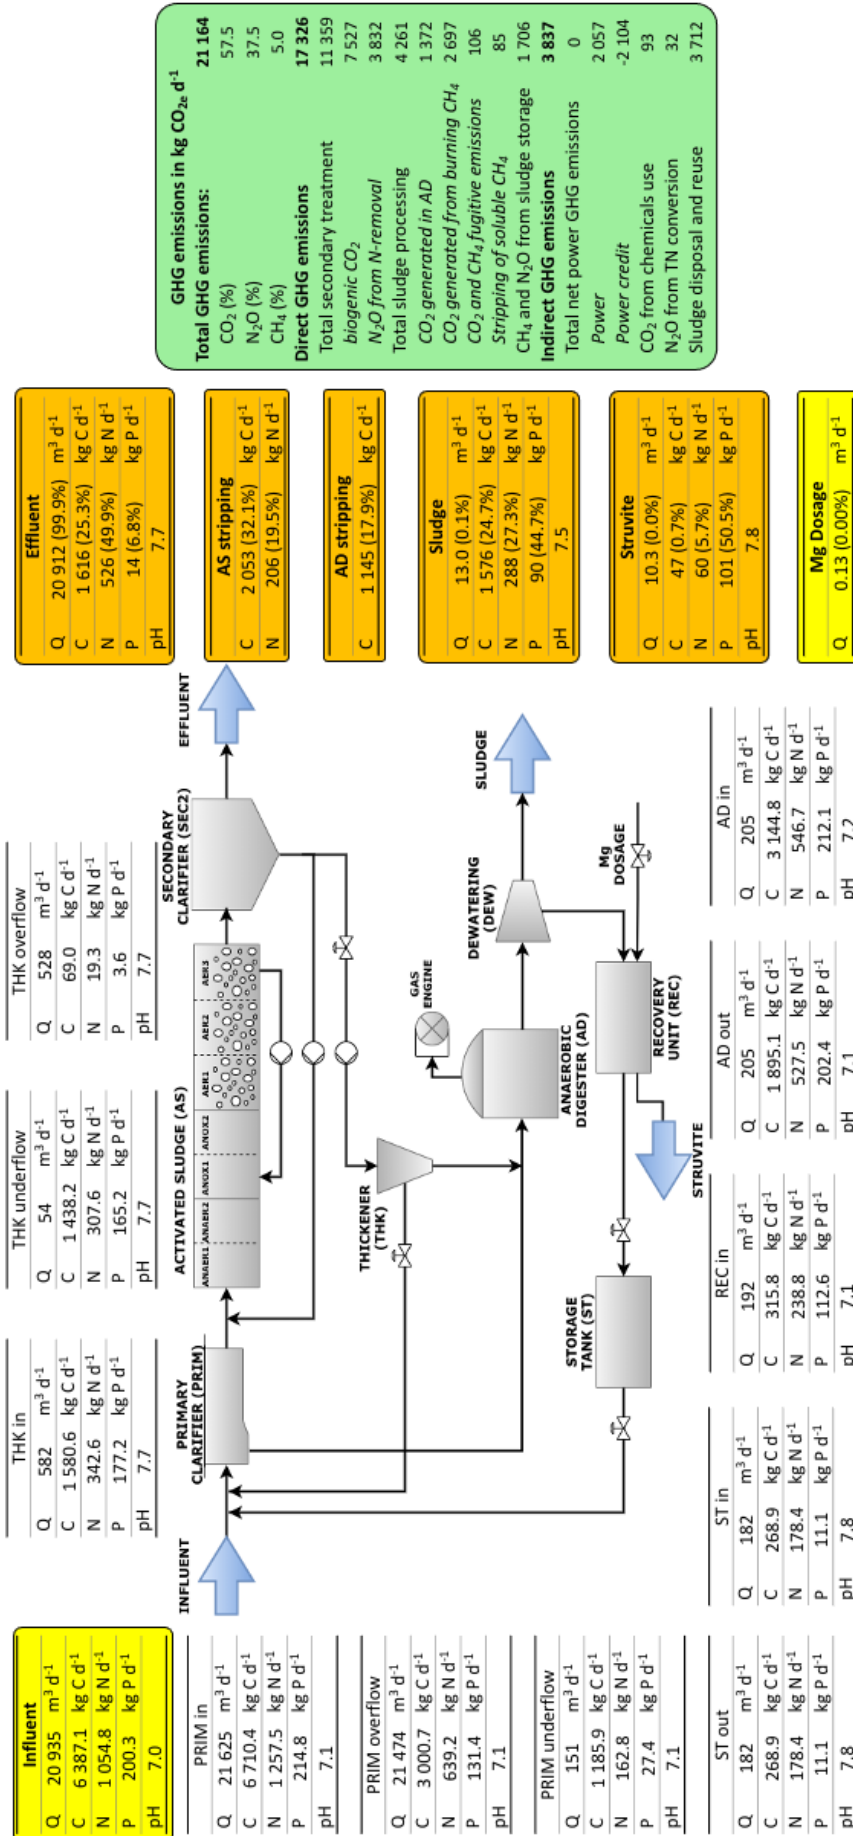 Influent
Q 20 935 m³ d⁻¹
C 6 387.1 kg C d⁻¹
N 1 054.8 kg N d⁻¹
P 200.3 kg P d⁻¹
pH 7.0
THK in
Q 582 m³ d⁻¹
C 1 580.6 kg C d⁻¹
N 342.6 kg N d⁻¹
P 177.2 kg P d⁻¹
pH 7.7
THK underflow
Q 54 m³ d⁻¹
C 1 438.2 kg C d⁻¹
N 307.6 kg N d⁻¹
P 165.2 kg P d⁻¹
pH 7.7
THK overflow
Q 528 m³ d⁻¹
C 69.0 kg C d⁻¹
N 19.3 kg N d⁻¹
P 3.6 kg P d⁻¹
pH 7.7
Effluent
Q 20 912 (99.9%) m³ d⁻¹
C 1 616 (25.3%) kg C d⁻¹
N 526 (49.9%) kg N d⁻¹
P 14 (6.8%) kg P d⁻¹
pH 7.7
PRIM in
Q 21 625 m³ d⁻¹
C 6 710.4 kg C d⁻¹
N 1 257.5 kg N d⁻¹
P 214.8 kg P d⁻¹
pH 7.1
PRIM overflow
Q 21 474 m³ d⁻¹
C 3 000.7 kg C d⁻¹
N 639.2 kg N d⁻¹
P 131.4 kg P d⁻¹
pH 7.1
PRIM underflow
Q 151 m³ d⁻¹
C 1 185.9 kg C d⁻¹
N 162.8 kg N d⁻¹
P 27.4 kg P d⁻¹
pH 7.1
INFLUENT
PRIMARY
CLARIFIER (PRIM)
ACTIVATED SLUDGE (AS)
ANAER1 ANAER2 ANOX1 ANOX2 AER1 AER2 AER3
SECONDARY
CLARIFIER (SEC2)
EFFLUENT
THICKENER
(THK)
GAS
ENGINE
ANAEROBIC
DIGESTER (AD)
DEWATERING
(DEW)
SLUDGE
STORAGE
TANK (ST)
STRUVITE
RECOVERY
UNIT (REC)
Mg
DOSAGE
AS stripping
C 2 053 (32.1%) kg C d⁻¹
N 206 (19.5%) kg N d⁻¹
AD stripping
C 1 145 (17.9%) kg C d⁻¹
Sludge
Q 13.0 (0.1%) m³ d⁻¹
C 1 576 (24.7%) kg C d⁻¹
N 288 (27.3%) kg N d⁻¹
P 90 (44.7%) kg P d⁻¹
pH 7.5
Struvite
Q 10.3 (0.0%) m³ d⁻¹
C 47 (0.7%) kg C d⁻¹
N 60 (5.7%) kg N d⁻¹
P 101 (50.5%) kg P d⁻¹
pH 7.8
Mg Dosage
Q 0.13 (0.00%) m³ d⁻¹
ST out
Q 182 m³ d⁻¹
C 268.9 kg C d⁻¹
N 178.4 kg N d⁻¹
P 11.1 kg P d⁻¹
pH 7.8
ST in
Q 182 m³ d⁻¹
C 268.9 kg C d⁻¹
N 178.4 kg N d⁻¹
P 11.1 kg P d⁻¹
pH 7.8
REC in
Q 192 m³ d⁻¹
C 315.8 kg C d⁻¹
N 238.8 kg N d⁻¹
P 112.6 kg P d⁻¹
pH 7.1
AD out
Q 205 m³ d⁻¹
C 1 895.1 kg C d⁻¹
N 527.5 kg N d⁻¹
P 202.4 kg P d⁻¹
pH 7.1
AD in
Q 205 m³ d⁻¹
C 3 144.8 kg C d⁻¹
N 546.7 kg N d⁻¹
P 212.1 kg P d⁻¹
pH 7.2
GHG emissions in kg CO₂ₑ d⁻¹
Total GHG emissions: 21 164
CO₂ (%) 57.5
N₂O (%) 37.5
CH₄ (%) 5.0
Direct GHG emissions 17 326
Total secondary treatment 11 359
biogenic CO₂ 7 527
N₂O from N-removal 3 832
Total sludge processing 4 261
CO₂ generated in AD 1 372
CO₂ generated from burning CH₄ 2 697
CO₂ and CH₄ fugitive emissions 106
Stripping of soluble CH₄ 85
CH₄ and N₂O from sludge storage 1 706
Indirect GHG emissions 3 837
Total net power GHG emissions 0
Power 2 057
Power credit -2 104
CO₂ from chemicals use 93
N₂O from TN conversion 32
Sludge disposal and reuse 3 712